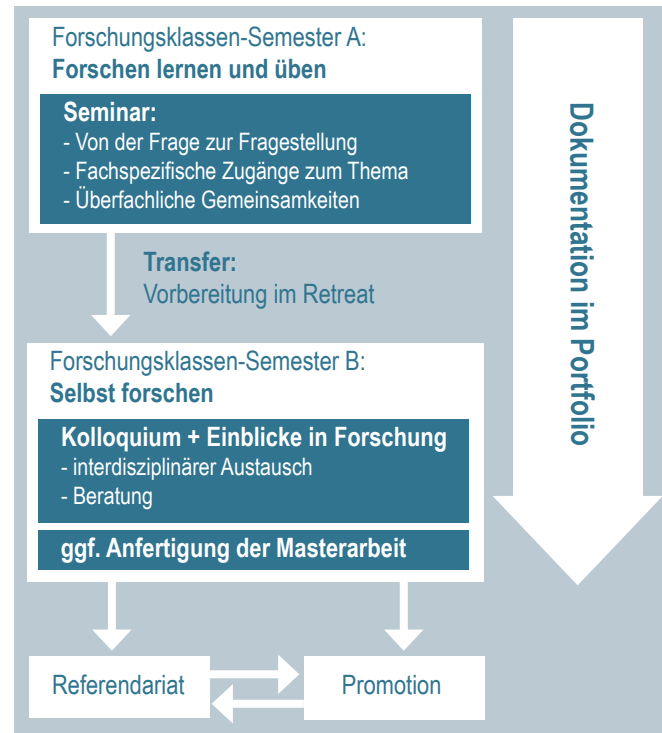 Forschungsklassen-Semester A:
Forschen lernen und üben
Seminar:
- Von der Frage zur Fragestellung
- Fachspezifische Zugänge zum Thema
- Überfachliche Gemeinsamkeiten
Transfer:
Vorbereitung im Retreat
Forschungsklassen-Semester B:
Selbst forschen
Kolloquium + Einblicke in Forschung
- interdisziplinärer Austausch
- Beratung
ggf. Anfertigung der Masterarbeit
Referendariat
Promotion
Dokumentation im Portfolio